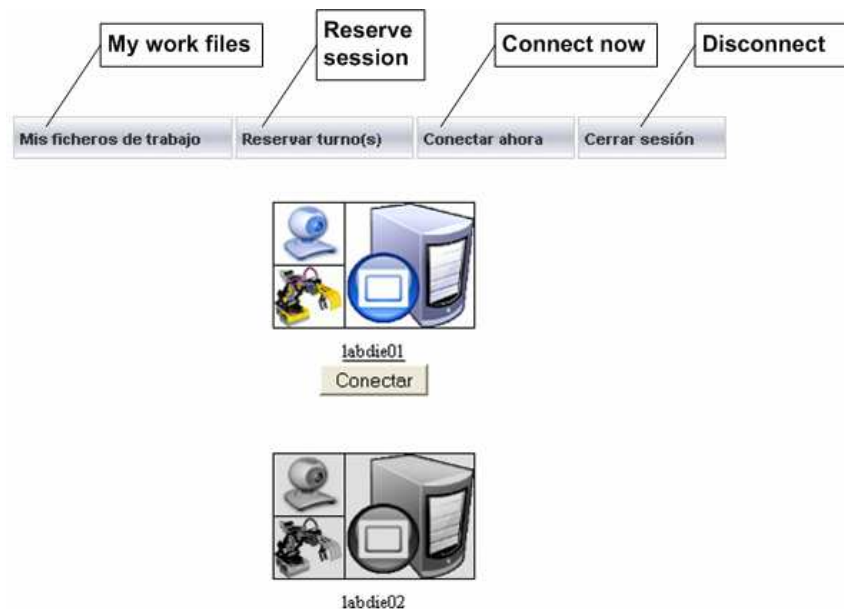 My work files
Reserve
session
Connect now
Disconnect
Mis ficheros de trabajo
Reservar turno(s)
Conectar ahora
Cerrar sesión
labdie01
Conectar
labdie02